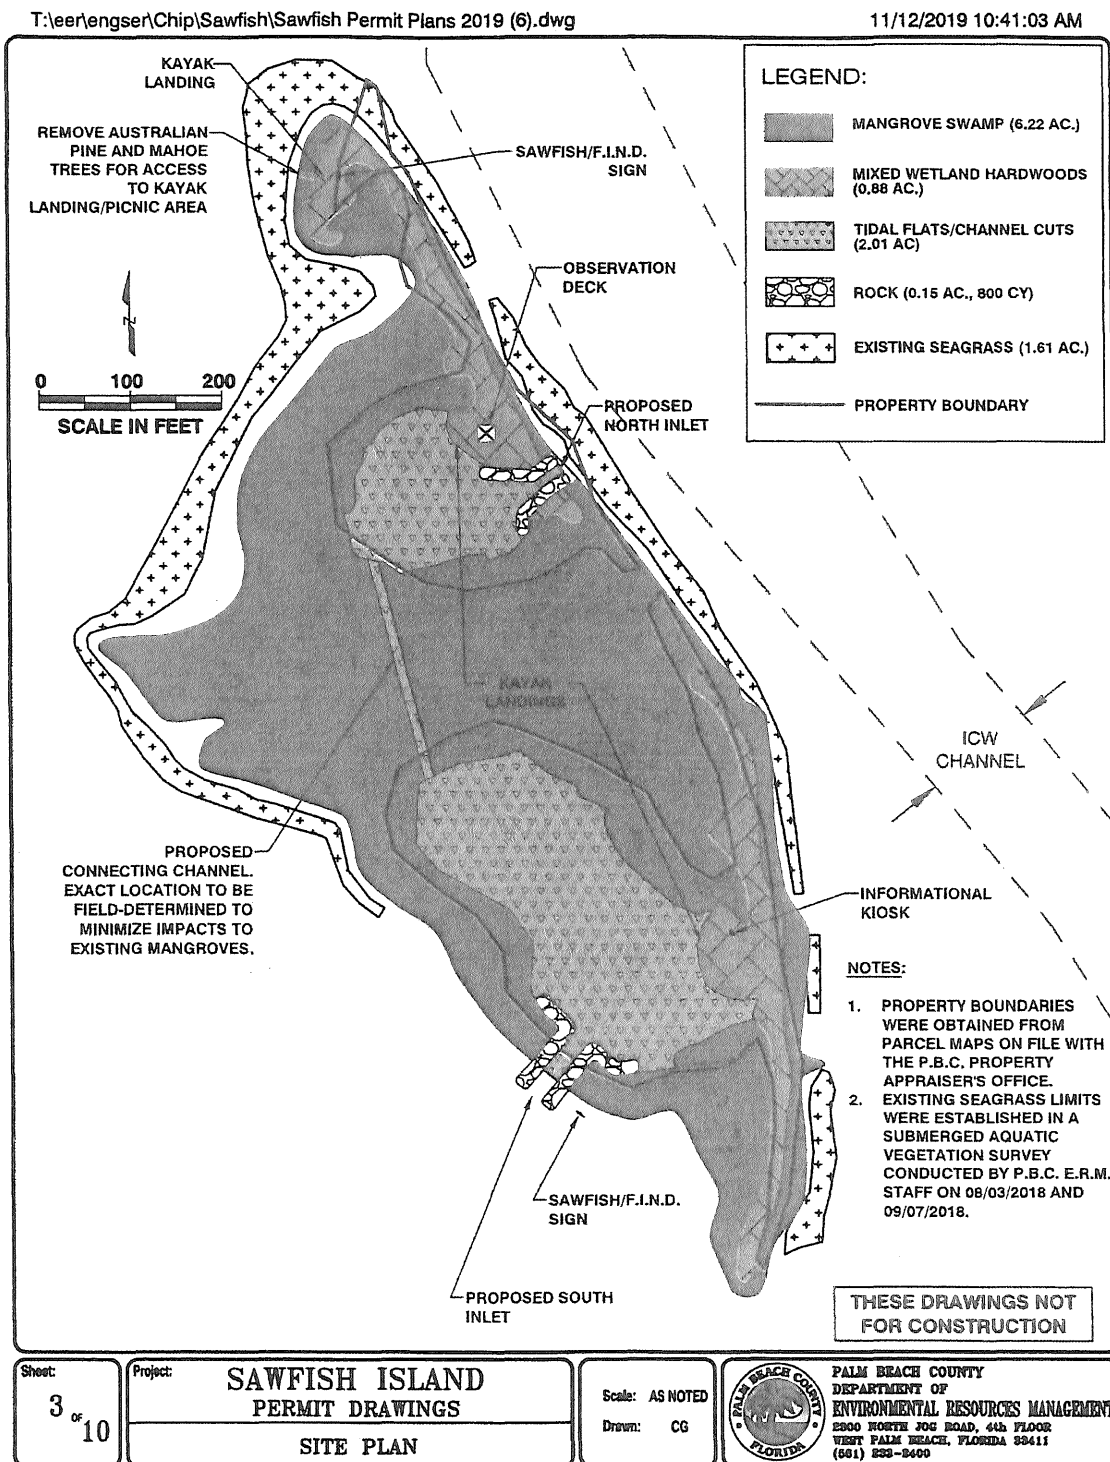 T:\eer\engser\Chip\Sawfish\Sawfish Permit Plans 2019 (6).dwg
11/12/2019 10:41:03 AM
KAYAK
LANDING
REMOVE AUSTRALIAN
PINE AND MAHOE
TREES FOR ACCESS
TO KAYAK
LANDING/PICNIC AREA
SAWFISH/F.I.N.D.
SIGN
OBSERVATION
DECK
PROPOSED
NORTH INLET
N
0 100 200
SCALE IN FEET
LEGEND:
MANGROVE SWAMP (6.22 AC.)
MIXED WETLAND HARDWOODS
(0.88 AC.)
TIDAL FLATS/CHANNEL CUTS
(2.01 AC)
ROCK (0.15 AC., 800 CY)
EXISTING SEAGRASS (1.61 AC.)
PROPERTY BOUNDARY
KAYAK
LANDINGS
ICW
CHANNEL
PROPOSED
CONNECTING CHANNEL.
EXACT LOCATION TO BE
FIELD-DETERMINED TO
MINIMIZE IMPACTS TO
EXISTING MANGROVES.
INFORMATIONAL
KIOSK
NOTES:
1. PROPERTY BOUNDARIES
WERE OBTAINED FROM
PARCEL MAPS ON FILE WITH
THE P.B.C. PROPERTY
APPRAISER'S OFFICE.
2. EXISTING SEAGRASS LIMITS
WERE ESTABLISHED IN A
SUBMERGED AQUATIC
VEGETATION SURVEY
CONDUCTED BY P.B.C. E.R.M.
STAFF ON 08/03/2018 AND
09/07/2018.
SAWFISH/F.I.N.D.
SIGN
PROPOSED SOUTH
INLET
THESE DRAWINGS NOT
FOR CONSTRUCTION
Sheet:
3 OF 10
Project:
SAWFISH ISLAND
PERMIT DRAWINGS
SITE PLAN
Scale: AS NOTED
Drawn: CG
PALM BEACH COUNTY
FLORIDA
PALM BEACH COUNTY
DEPARTMENT OF
ENVIRONMENTAL RESOURCES MANAGEMENT
2300 NORTH JOG ROAD, 4th FLOOR
WEST PALM BEACH, FLORIDA 33411
(561) 233-2400